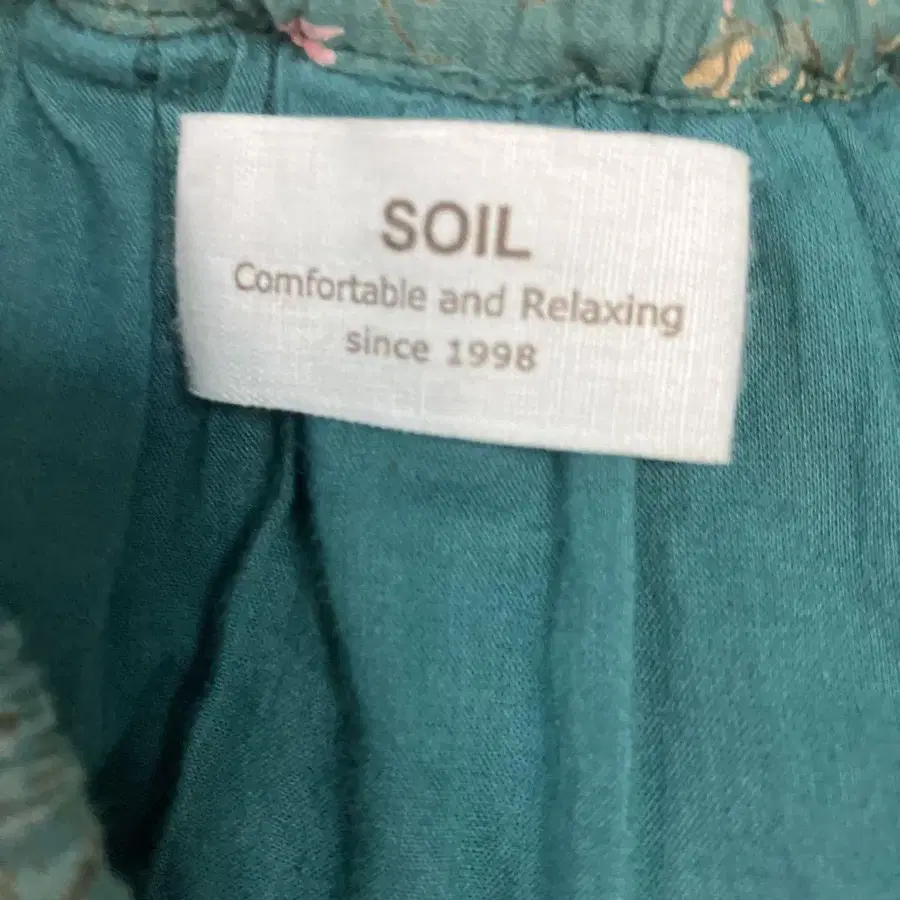 SOIL
Comfortable and Relaxing
since 1998